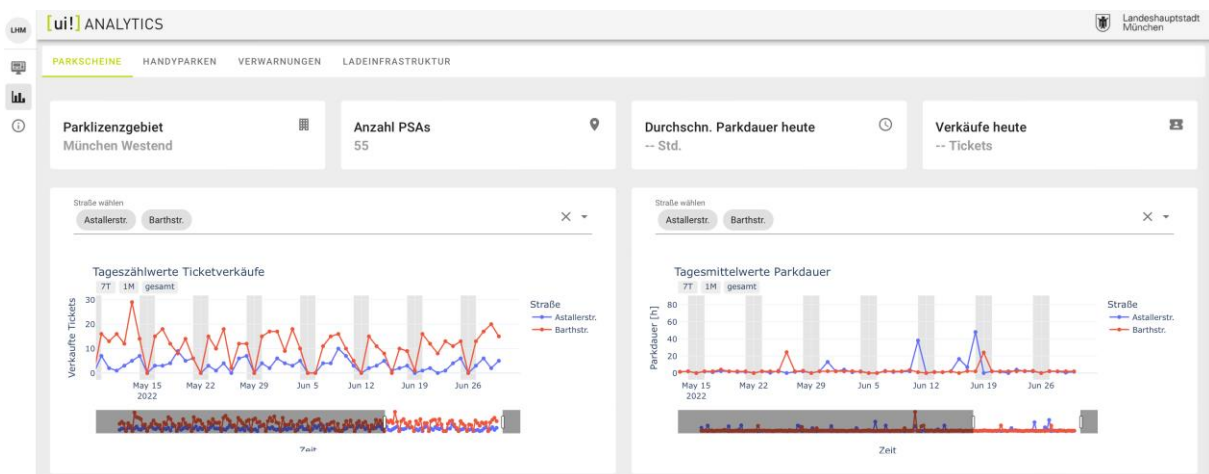 LHM
[ui!] ANALYTICS
Landeshauptstadt
München
PARKSCHEINE HANDYPARKEN VERWARNUNGEN LADEINFRASTRUKTUR
Parklizenzgebiet
München Westend
Anzahl PSAs
55
Durchschn. Parkdauer heute
-- Std.
Verkäufe heute
-- Tickets
Straße wählen
Astallerstr. Barthstr.
Tageszählwerte Ticketverkäufe
7T 1M gesamt
Verkaufte Tickets
30
20
10
0
May 15 May 22 May 29 Jun 5 Jun 12 Jun 19 Jun 26
2022
Straße
Astallerstr.
Barthstr.
Zeit
Straße wählen
Astallerstr. Barthstr.
Tagesmittelwerte Parkdauer
7T 1M gesamt
Parkdauer [h]
80
60
40
20
0
May 15 May 22 May 29 Jun 5 Jun 12 Jun 19 Jun 26
2022
Straße
Astallerstr.
Barthstr.
Zeit